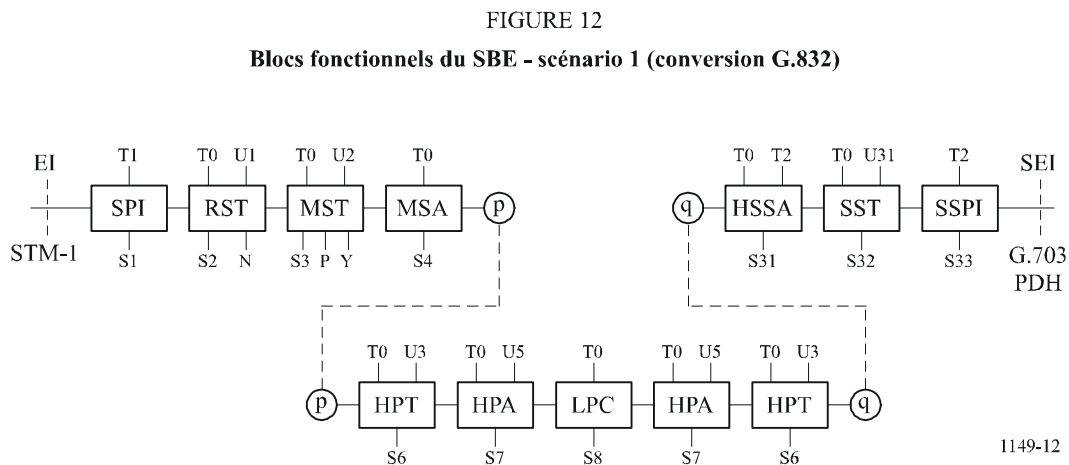 FIGURE 12
Blocs fonctionnels du SBE - scénario 1 (conversion G.832)
EI T1 T0 U1 T0 U2 T0 T0 T2 T0 U31 T2 SEI
SPI RST MST MSA p q HSSA SST SSPI
STM-1 S1 S2 N S3 P Y S4 S31 S32 S33 G.703
PDH
T0 U3 T0 U5 T0 T0 U5 T0 U3
p HPT HPA LPC HPA HPT q
S6 S7 S8 S7 S6
1149-12